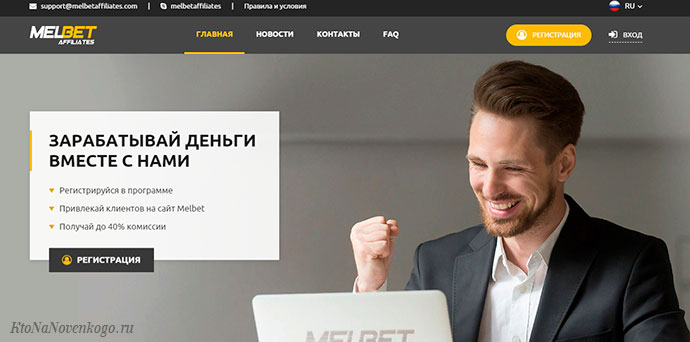 support@melbetaffiliates.com | melbetaffiliates | Правила и условия RU
MELBET
AFFILIATES
ГЛАВНАЯ НОВОСТИ КОНТАКТЫ FAQ РЕГИСТРАЦИЯ ВХОД
ЗАРАБАТЫВАЙ ДЕНЬГИ
ВМЕСТЕ С НАМИ
Регистрируйся в программе
Привлекай клиентов на сайт Melbet
Получай до 40% комиссии
РЕГИСТРАЦИЯ
MELBET
KtoNaNovenkogo.ru